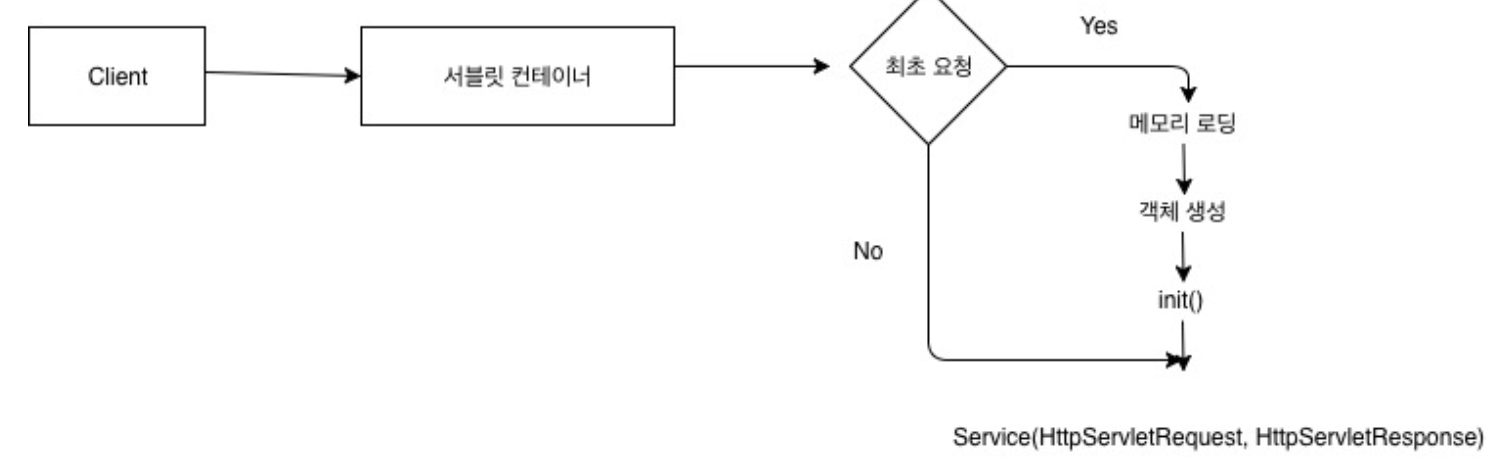 Client
서블릿 컨테이너
최초 요청
Yes
메모리 로딩
객체 생성
No
init()
Service(HttpServletRequest, HttpServletResponse)